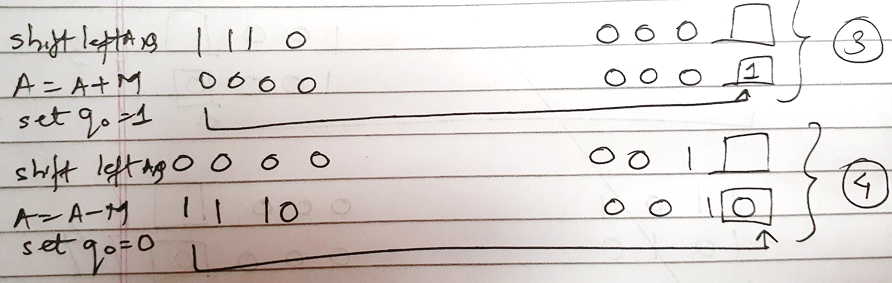 shift left AQ 1 1 1 0 0 0 0 3
A = A+M 0 0 0 0 0 0 0 1
set q0=1
shift left AQ 0 0 0 0 0 0 1 4
A = A-M 1 1 1 0 0 0 1 0
set q0=0